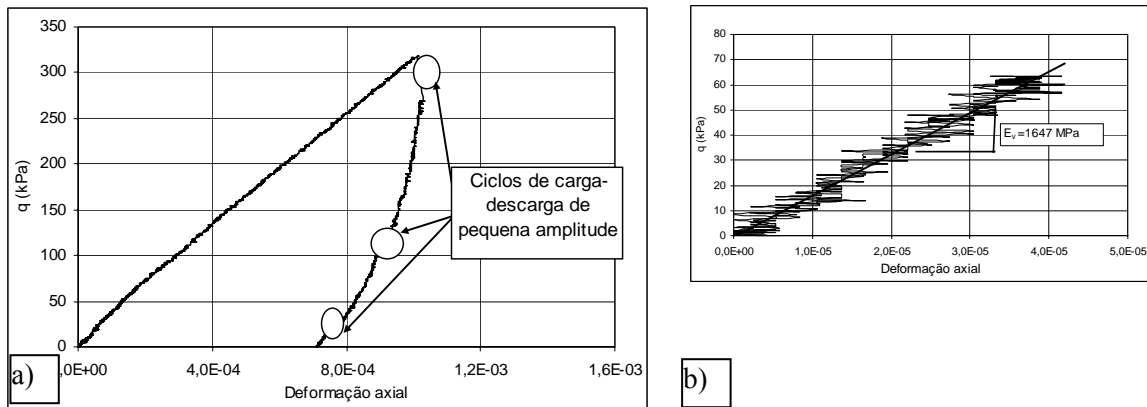 350
300
250
200
150
100
50
0
q (kPa)
,0E+00
4,0E-04
8,0E-04
1,2E-03
1,6E-03
Deformação axial
Ciclos de carga-
descarga de
pequena amplitude
a)
80
70
60
50
40
30
20
10
0
q (kPa)
0,0E+00
1,0E-05
2,0E-05
3,0E-05
4,0E-05
5,0E-05
Deformação axial
Ev=1647 MPa
b)